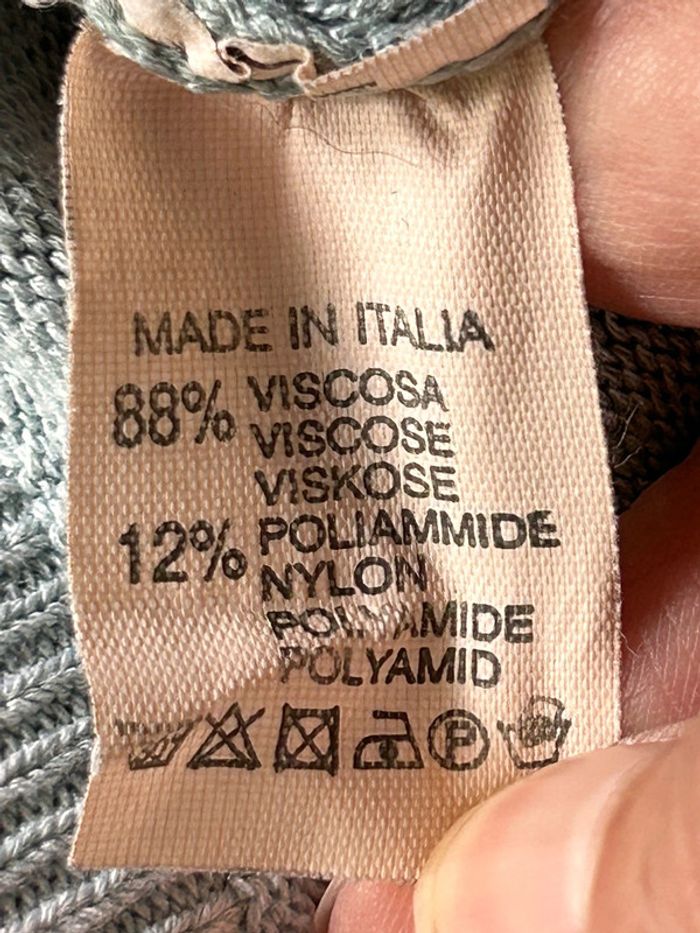 MADE IN ITALIA
88% VISCOSA
VISCOSE
VISKOSE
12% POLIAMMIDE
NYLON
POLYAMIDE
POLYAMID
P